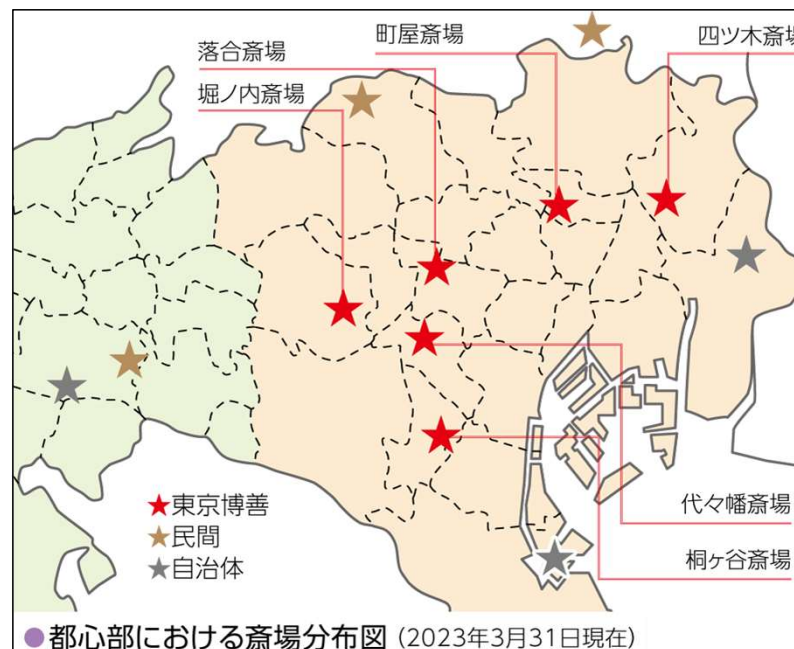 町屋斎場
四ツ木斎場
落合斎場
堀ノ内斎場
代々幡斎場
桐ヶ谷斎場
★東京博善
★民間
★自治体
●都心部における斎場分布図（2023年3月31日現在）